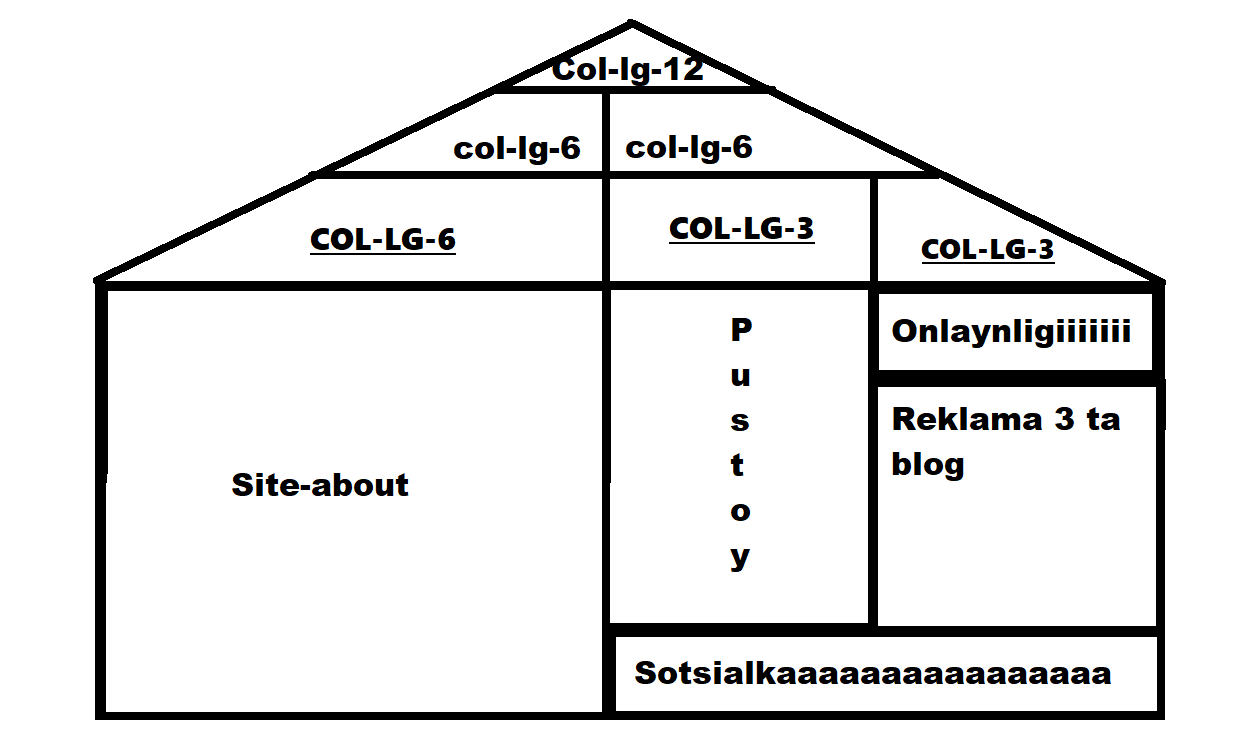 Col-lg-12
col-lg-6
col-lg-6
COL-LG-6
COL-LG-3
COL-LG-3
Site-about
P
u
s
t
o
y
Onlaynligiiiiiii
Reklama 3 ta
blog
Sotsialkaaaaaaaaaaaaaaaa